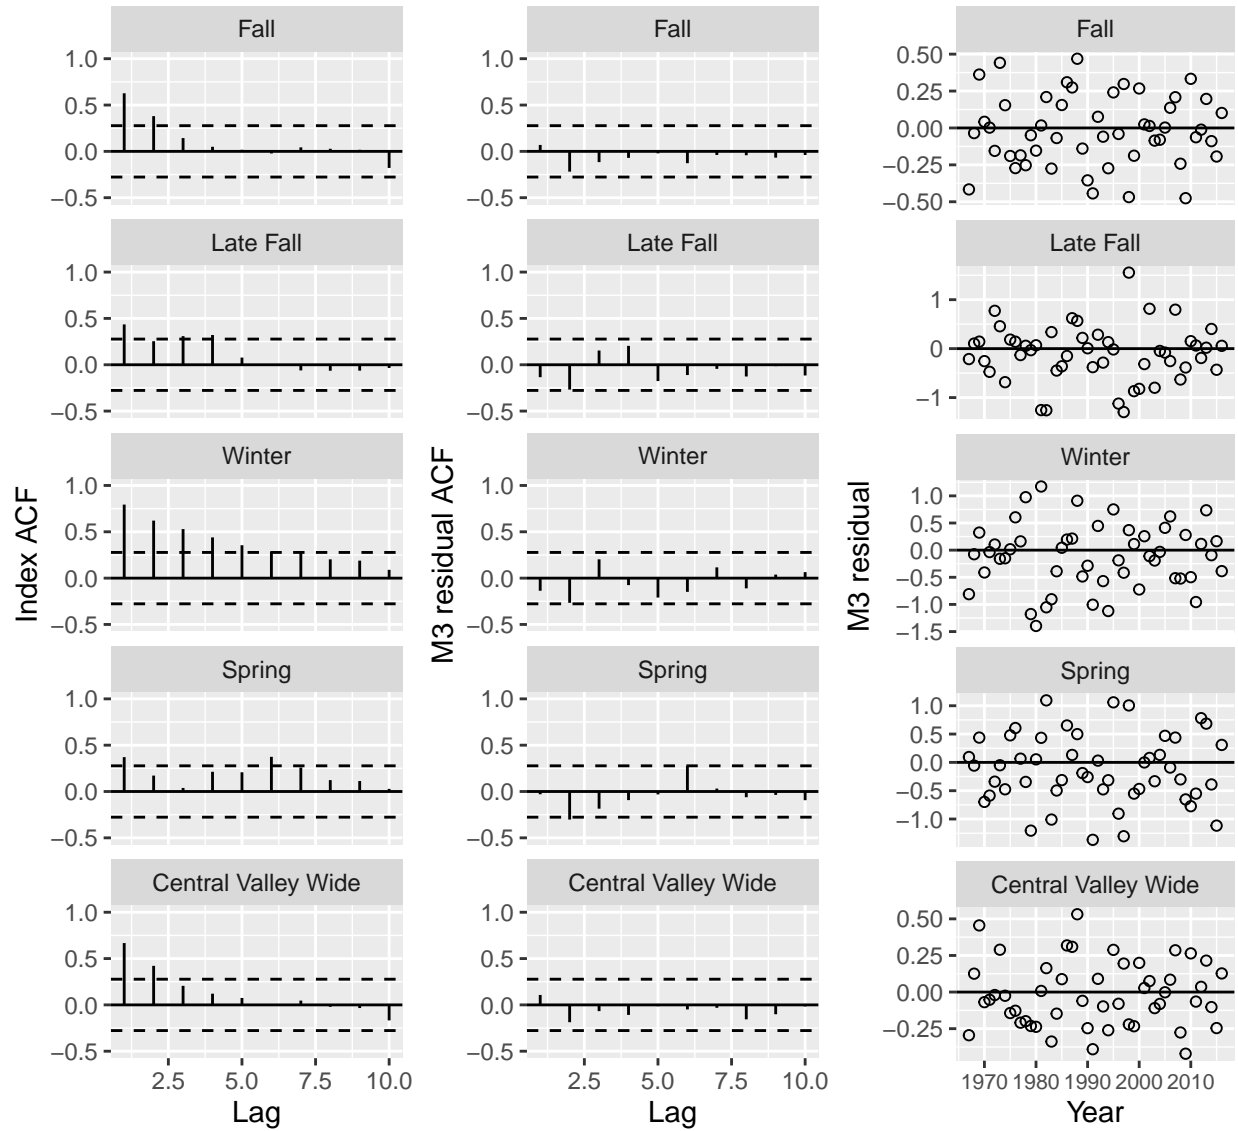 Fall Fall Fall
1.0 1.0 0.50
0.5 0.5 0.25
0.0 0.0 0.00
−0.5 −0.5 −0.25
−0.50
Late Fall Late Fall Late Fall
1.0 1.0 1
0.5 0.5 0
0.0 0.0 −1
−0.5 −0.5
Winter Winter Winter
1.0 1.0 1.0
0.5 0.5 0.5
0.0 0.0 0.0
−0.5 −0.5 −0.5
−1.0
−1.5
Index ACF M3 residual ACF M3 residual
Spring Spring Spring
1.0 1.0 1.0
0.5 0.5 0.5
0.0 0.0 0.0
−0.5 −0.5 −0.5
−1.0
Central Valley Wide Central Valley Wide Central Valley Wide
1.0 1.0 0.50
0.5 0.5 0.25
0.0 0.0 0.00
−0.5 −0.5 −0.25
2.5 5.0 7.5 10.0 2.5 5.0 7.5 10.0 1970 1980 1990 2000 2010
Lag Lag Year